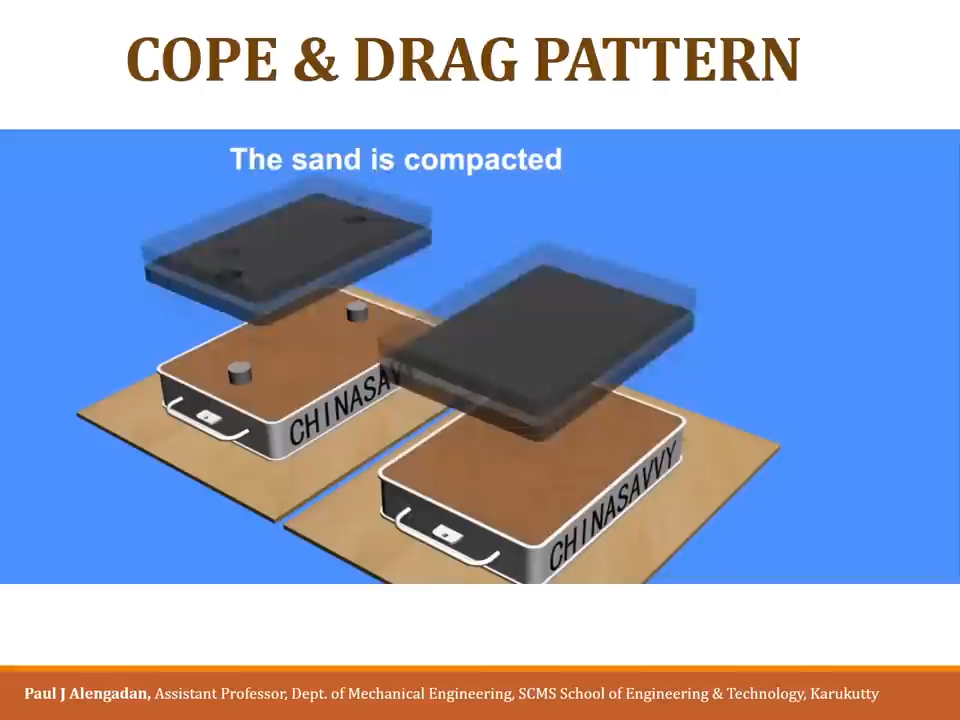 COPE & DRAG PATTERN
The sand is compacted
CHINASAVVY
CHINASAVVY
Paul J Alengadan, Assistant Professor, Dept. of Mechanical Engineering, SCMS School of Engineering & Technology, Karukutty